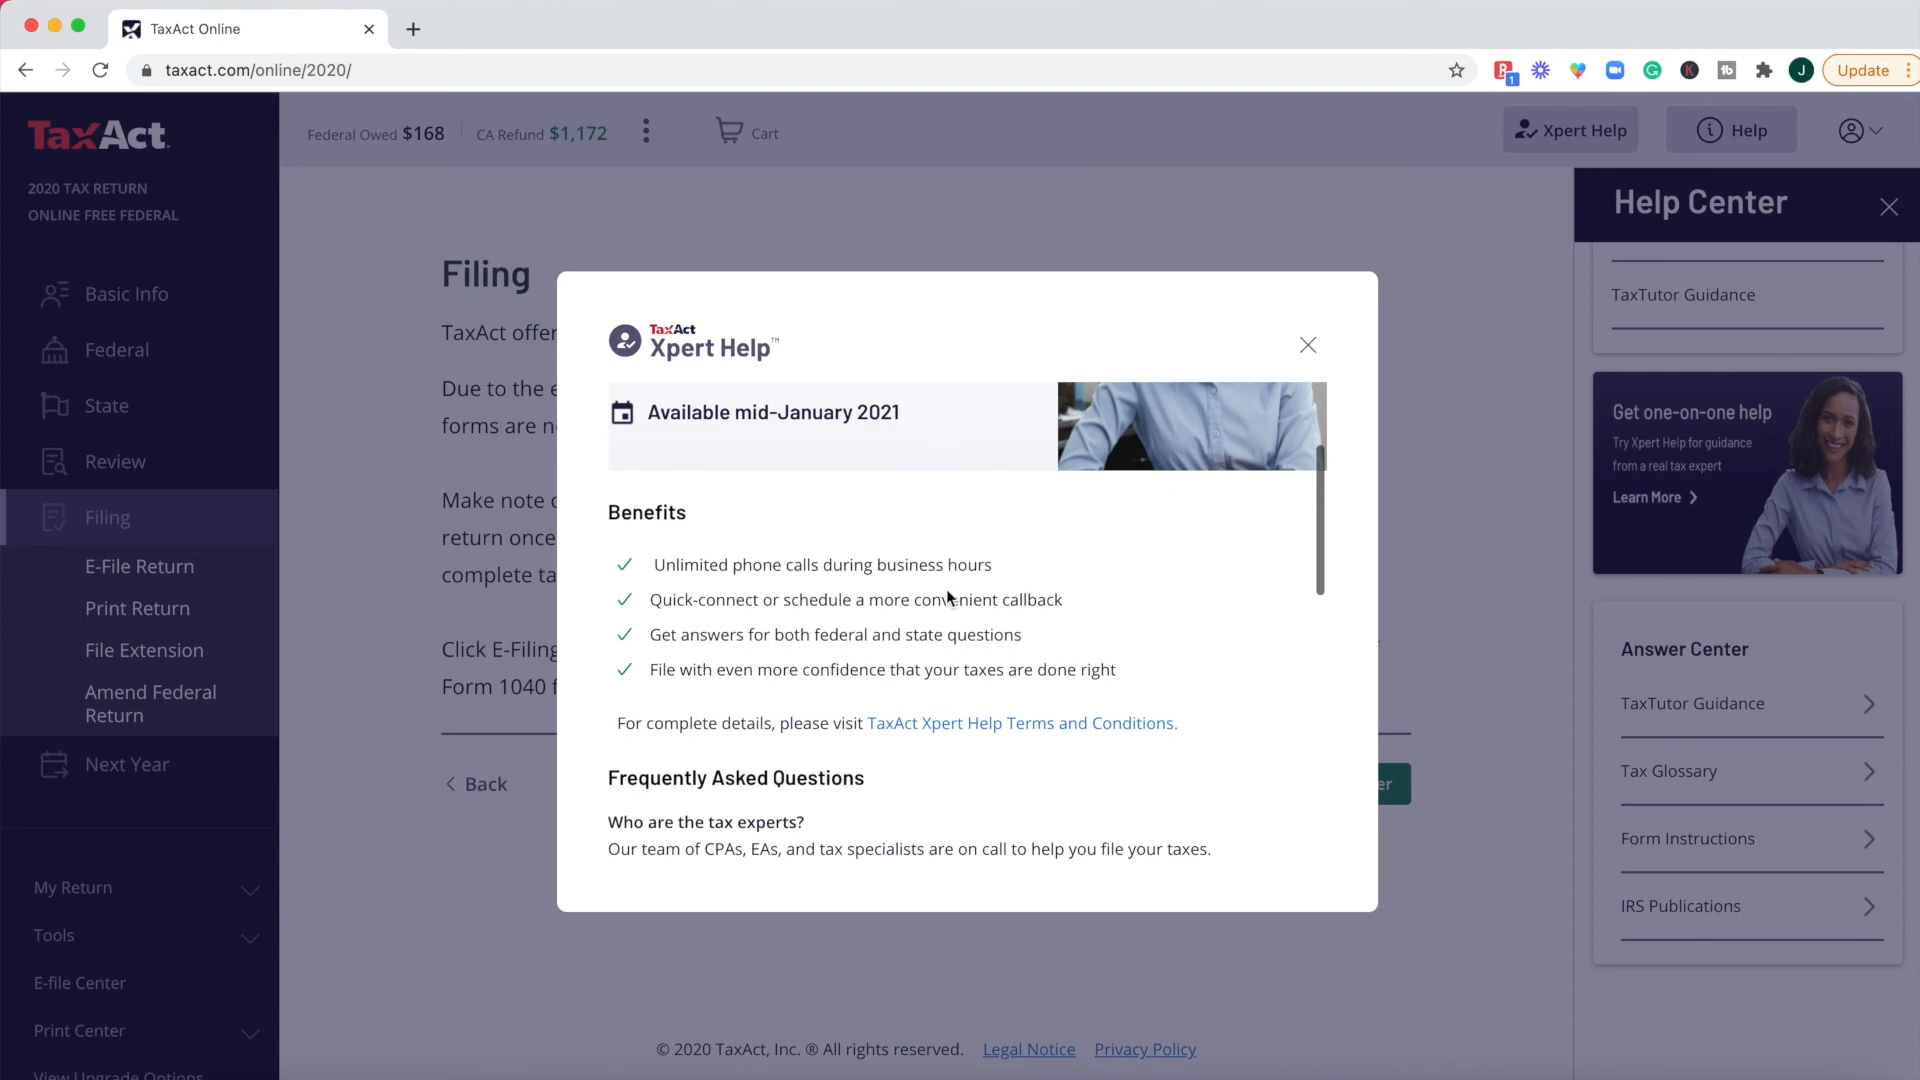 TaxAct Online
taxact.com/online/2020/
1
J
Update
TaxAct.
Federal Owed $168
CA Refund $1,172
Cart
Xpert Help
Help
2020 TAX RETURN
ONLINE FREE FEDERAL
Basic Info
Federal
State
Review
Filing
E-File Return
Print Return
File Extension
Amend Federal
Return
Next Year
My Return
Tools
E-file Center
Print Center
View Upgrade Options
Filing
TaxAct offer
Due to the
forms are
Make note
return once
complete
Click E-Filing
Form 1040
Back
TaxAct
Xpert Help™
Available mid-January 2021
Benefits
Unlimited phone calls during business hours
Quick-connect or schedule a more convenient callback
Get answers for both federal and state questions
File with even more confidence that your taxes are done right
For complete details, please visit TaxAct Xpert Help Terms and Conditions.
Frequently Asked Questions
Who are the tax experts?
Our team of CPAs, EAs, and tax specialists are on call to help you file your taxes.
Help Center
TaxTutor Guidance
Get one-on-one help
Try Xpert Help for guidance
from a real tax expert
Learn More
Answer Center
TaxTutor Guidance
Tax Glossary
Form Instructions
IRS Publications
© 2020 TaxAct, Inc. ® All rights reserved. Legal Notice Privacy Policy